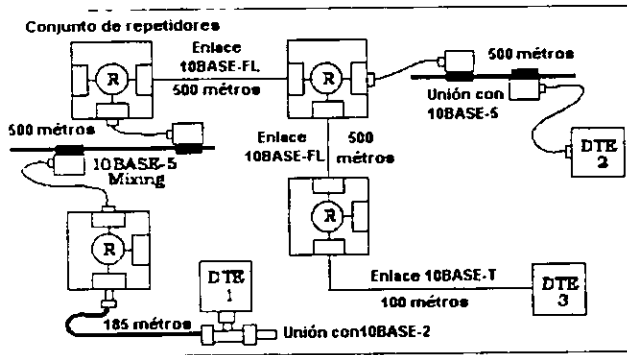 Conjunto de repetidores
Enlace
10BASE-FL
500 métros
R
R
500 métros
Unión con
10BASE-5
DTE
2
500 métros
10BASE-5
Mixing
Enlace
10BASE-FL
500
métros
R
R
DTE
1
Enlace 10BASE-T
100 métros
DTE
3
185 métros
Unión con10BASE-2